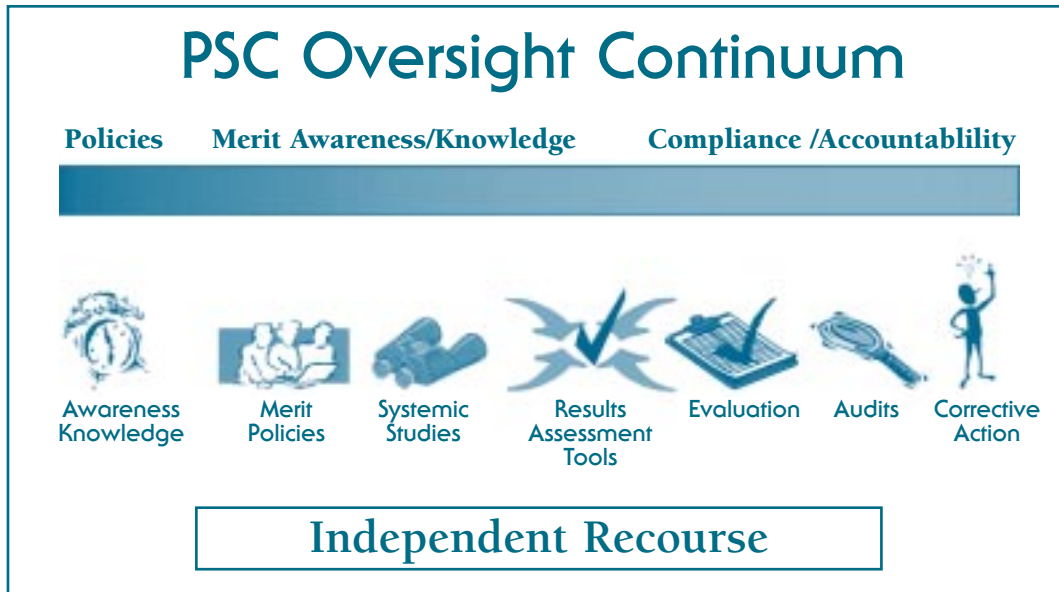 PSC Oversight Continuum
Policies Merit Awareness/Knowledge Compliance /Accountablility
Awareness Knowledge
Merit Policies
Systemic Studies
Results Assessment Tools
Evaluation
Audits
Corrective Action
Independent Recourse